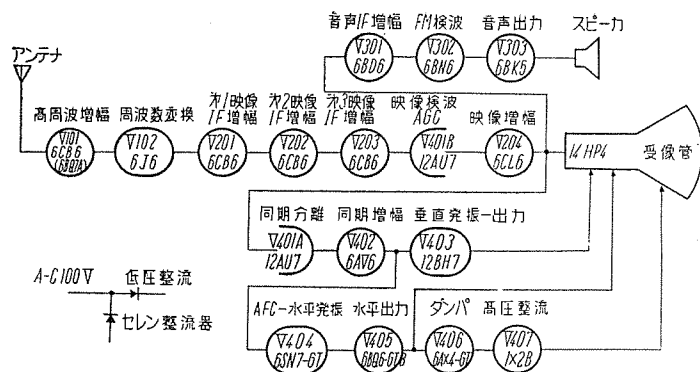 音声IF増幅 FM検波 音声出力 スピーカ
V301 V302 V303
6BD6 6BN6 6BK5
アンテナ
高周波増幅 周波数変換 第1映像IF増幅 第2映像IF増幅 第3映像IF増幅 映像検波AGC 映像増幅
V101 V102 V201 V202 V203 V401B V204
6CB6 6J6 6CB6 6CB6 6CB6 12AU7 6CL6
(6BQ7A)
14HP4 受像管
同期分離 同期増幅 垂直発振-出力
V401A V402 V403
12AU7 6AV6 12BH7
A-C100V 低圧整流
セレン整流器
AFC-水平発振 水平出力 ダンパ 高圧整流
V404 V405 V406 V407
6SN7-GT 6BQ6-GTB 6AX4-GT 1X2B